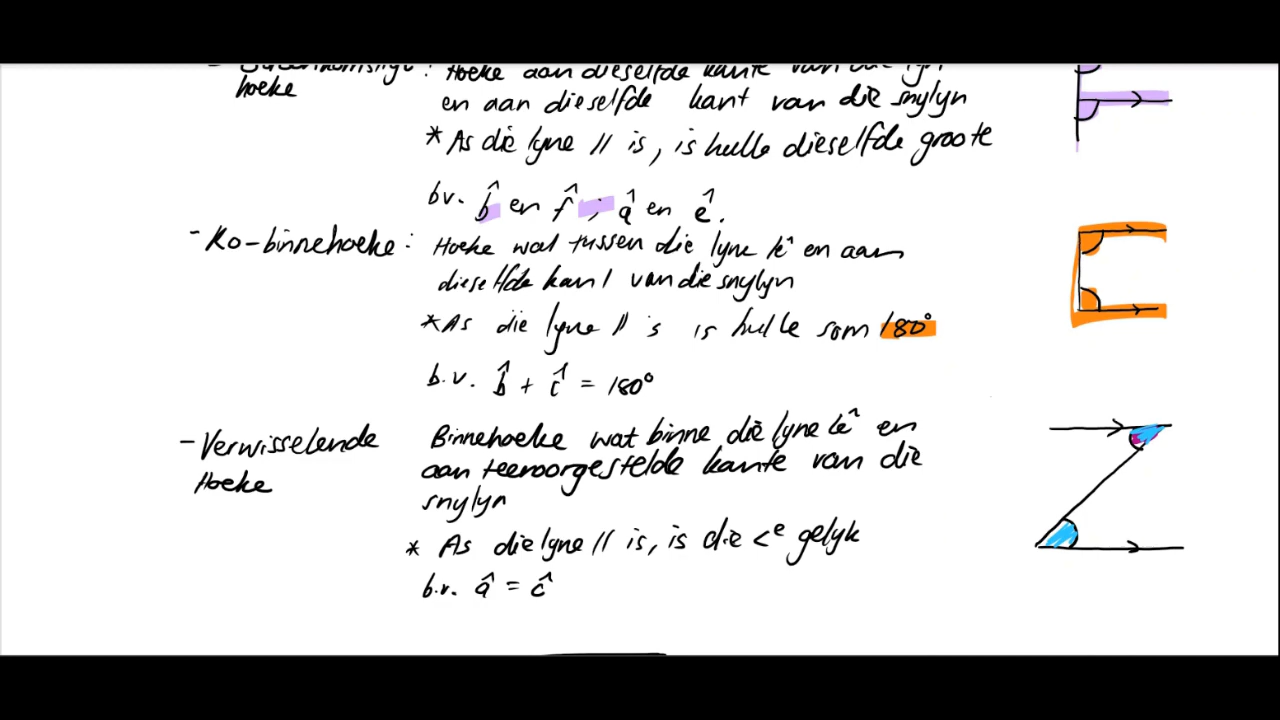 hoeke
Hoeke aan dieselfde kante van die lyn
en aan dieselfde kant van die snylyn
* As die lyne // is, is hulle dieselfde groote
bv. b̂ en f̂ ; â en ê.
- Ko-binnehoeke: Hoeke wat tussen die lyne lê en aan
dieselfde kant van die snylyn
* As die lyne // is is hulle som 180°
b.v. b̂ + ĉ = 180°
- Verwisselende Binnehoeke wat binne die lyne lê en
Hoeke aan teenoorgestelde kante van die
snylyn
* As die lyne // is, is die <e gelyk
b.v. â = ĉ